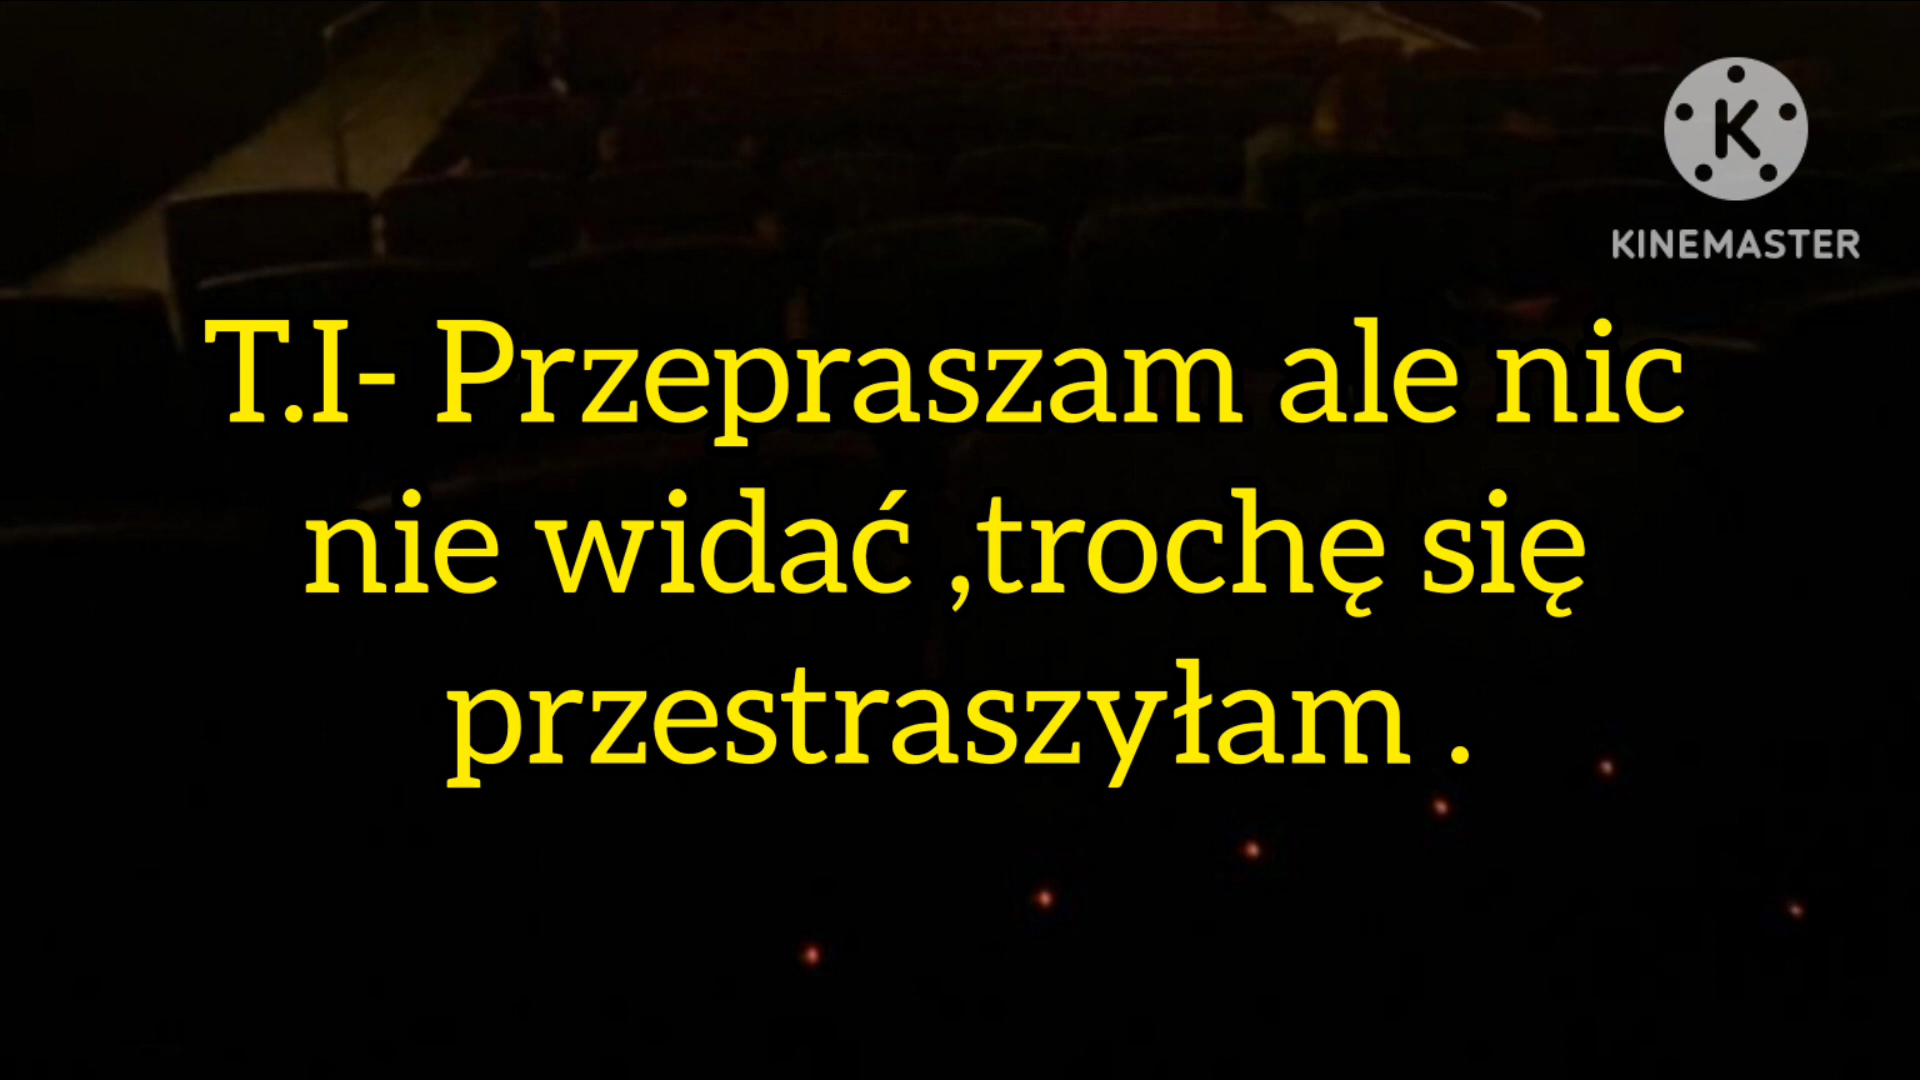 K
KINEMASTER
T.I- Przepraszam ale nic
nie widać ,trochę się
przestraszyłam .